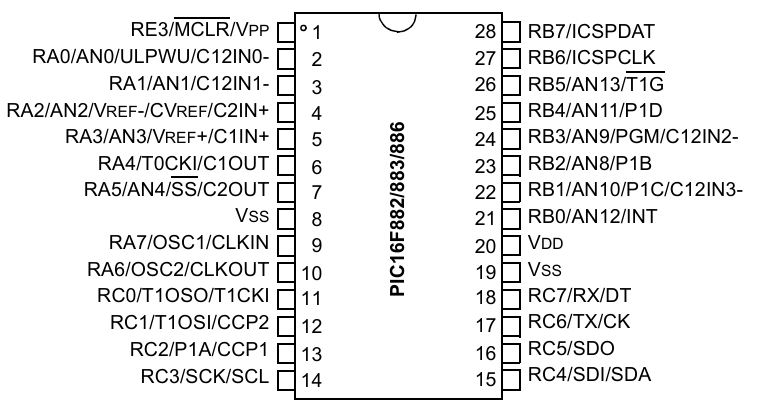 RE3/MCLR/VPP 1 28 RB7/ICSPDAT
RA0/AN0/ULPWU/C12IN0- 2 27 RB6/ICSPCLK
RA1/AN1/C12IN1- 3 26 RB5/AN13/T1G
RA2/AN2/VREF-/CVREF/C2IN+ 4 25 RB4/AN11/P1D
RA3/AN3/VREF+/C1IN+ 5 24 RB3/AN9/PGM/C12IN2-
RA4/T0CKI/C1OUT 6 23 RB2/AN8/P1B
RA5/AN4/SS/C2OUT 7 22 RB1/AN10/P1C/C12IN3-
VSS 8 21 RB0/AN12/INT
RA7/OSC1/CLKIN 9 20 VDD
RA6/OSC2/CLKOUT 10 19 VSS
RC0/T1OSO/T1CKI 11 18 RC7/RX/DT
RC1/T1OSI/CCP2 12 17 RC6/TX/CK
RC2/P1A/CCP1 13 16 RC5/SDO
RC3/SCK/SCL 14 15 RC4/SDI/SDA
PIC16F882/883/886